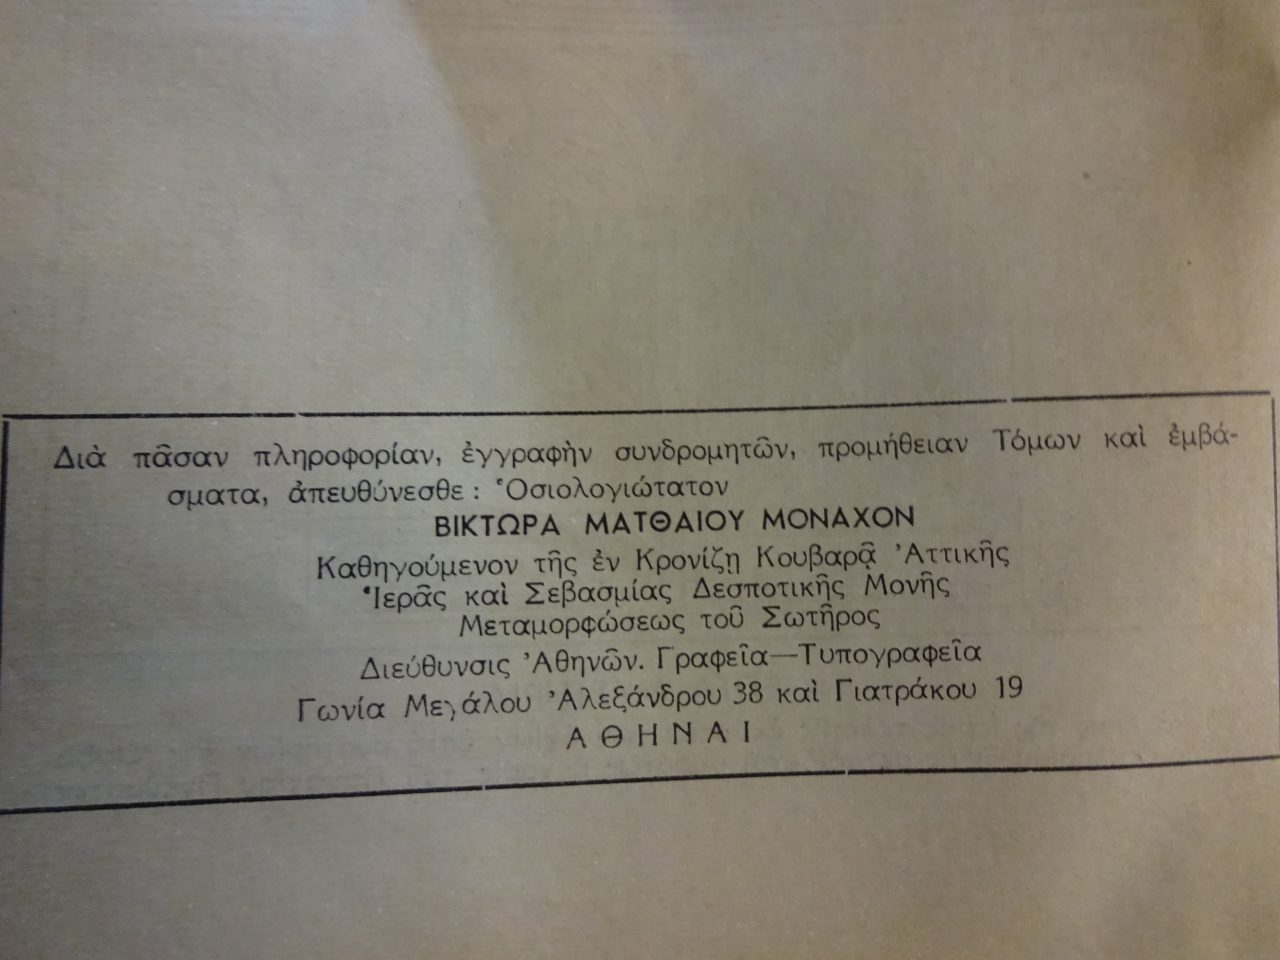 Διὰ πᾶσαν πληροφορίαν, ἐγγραφὴν συνδρομητῶν, προμήθειαν Τόμων καὶ ἐμβά-
σματα, ἀπευθύνεσθε : Ὁσιολογιώτατον
ΒΙΚΤΩΡΑ ΜΑΤΘΑΙΟΥ ΜΟΝΑΧΟΝ
Καθηγούμενον τῆς ἐν Κρονίζῃ Κουβαρᾷ Ἀττικῆς
Ἱερᾶς καὶ Σεβασμίας Δεσποτικῆς Μονῆς
Μεταμορφώσεως τοῦ Σωτῆρος
Διεύθυνσις Ἀθηνῶν. Γραφεῖα—Τυπογραφεῖα
Γωνία Μεγάλου Ἀλεξάνδρου 38 καὶ Γιατράκου 19
ΑΘΗΝΑΙ